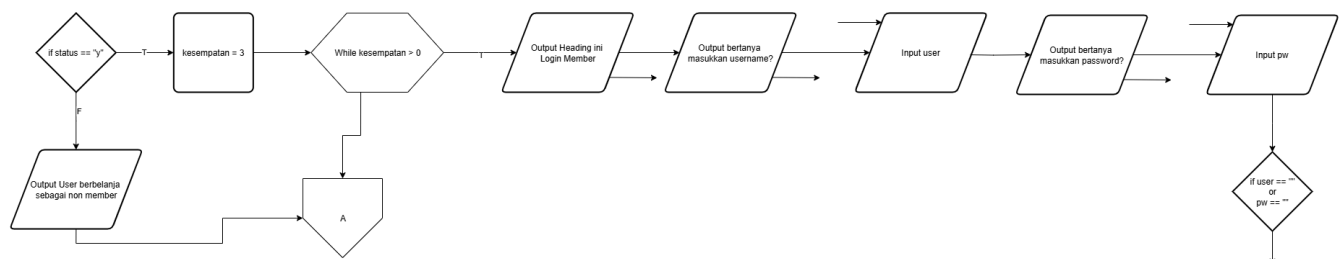 if status == "y"
T
kesempatan = 3
While kesempatan > 0
T
Output Heading ini
Login Member
Output bertanya
masukkan username?
Input user
Output bertanya
masukkan password?
Input pw
F
Output User berbelanja
sebagai non member
A
if user == ""
or
pw == ""